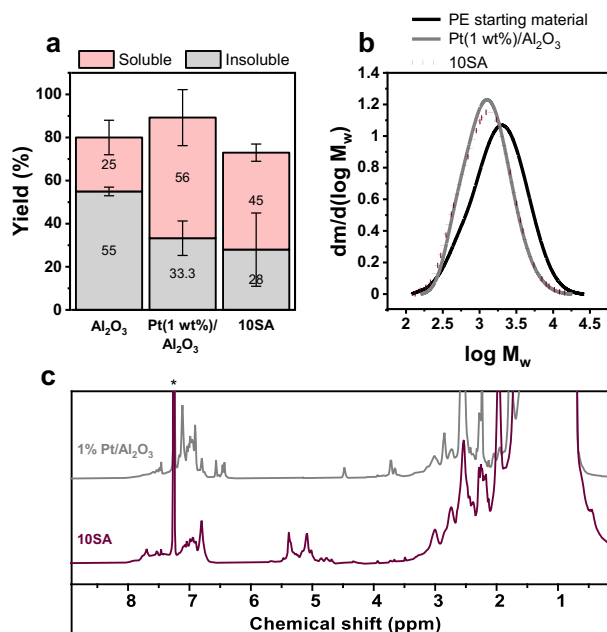 a
Soluble Insoluble
100
80
60
40
20
0
Yield (%)
25
55
56
33.3
45
28
Al₂O₃ Pt(1 wt%)/ 10SA
Al₂O₃
b
PE starting material
Pt(1 wt%)/Al₂O₃
10SA
1.4
1.2
1
0.8
0.6
0.4
0.2
0
dm/d(log M_w)
2 2.5 3 3.5 4 4.5
log M_w
c
*
1% Pt/Al₂O₃
10SA
8 7 6 5 4 3 2 1
Chemical shift (ppm)